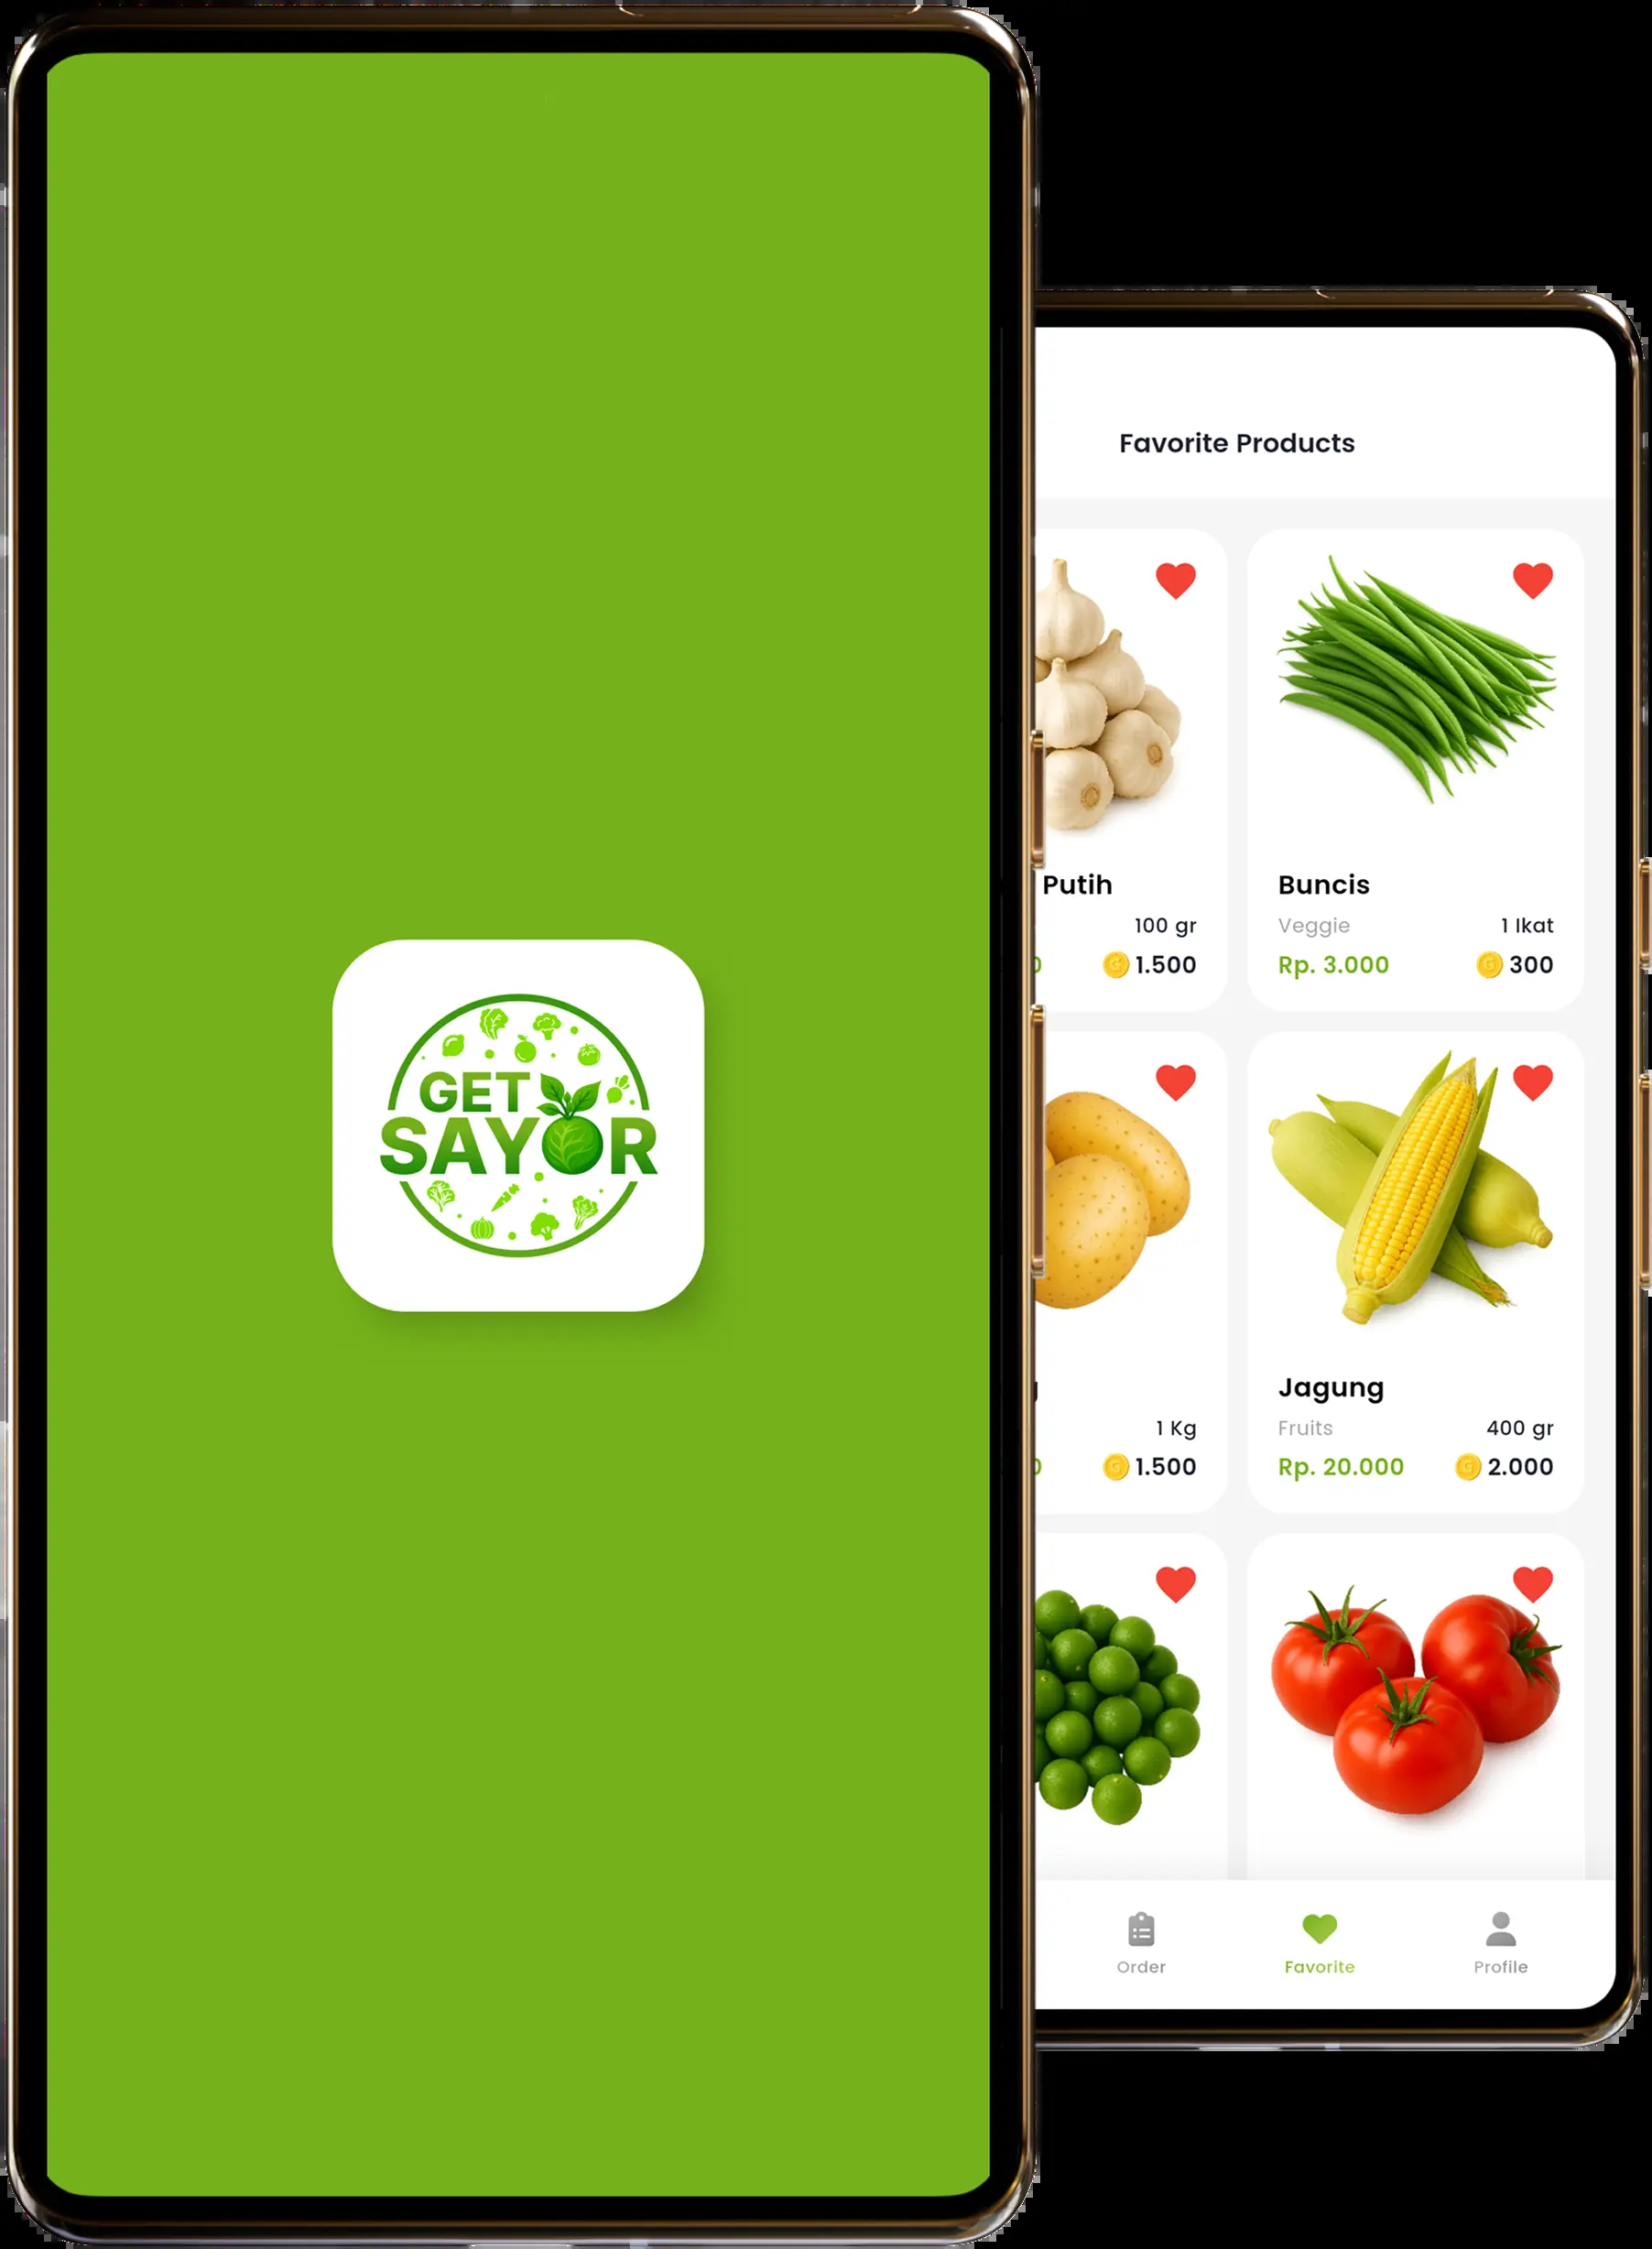 GET
SAYOR
Favorite Products
Putih
100 gr
1.500
Buncis
Veggie
1 Ikat
Rp. 3.000
300
1 Kg
1.500
Jagung
Fruits
400 gr
Rp. 20.000
2.000
Order
Favorite
Profile